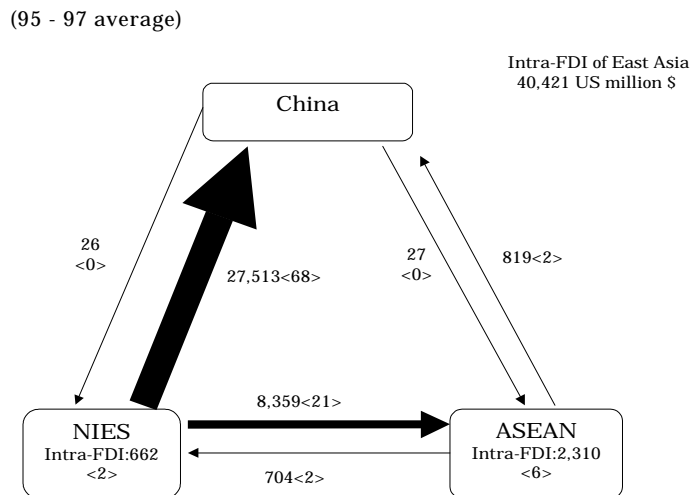 (95 - 97 average)
Intra-FDI of East Asia
40,421 US million $
China
26
<0>
27,513<68>
27
<0>
819<2>
8,359<21>
NIES
Intra-FDI:662
<2>
704<2>
ASEAN
Intra-FDI:2,310
<6>